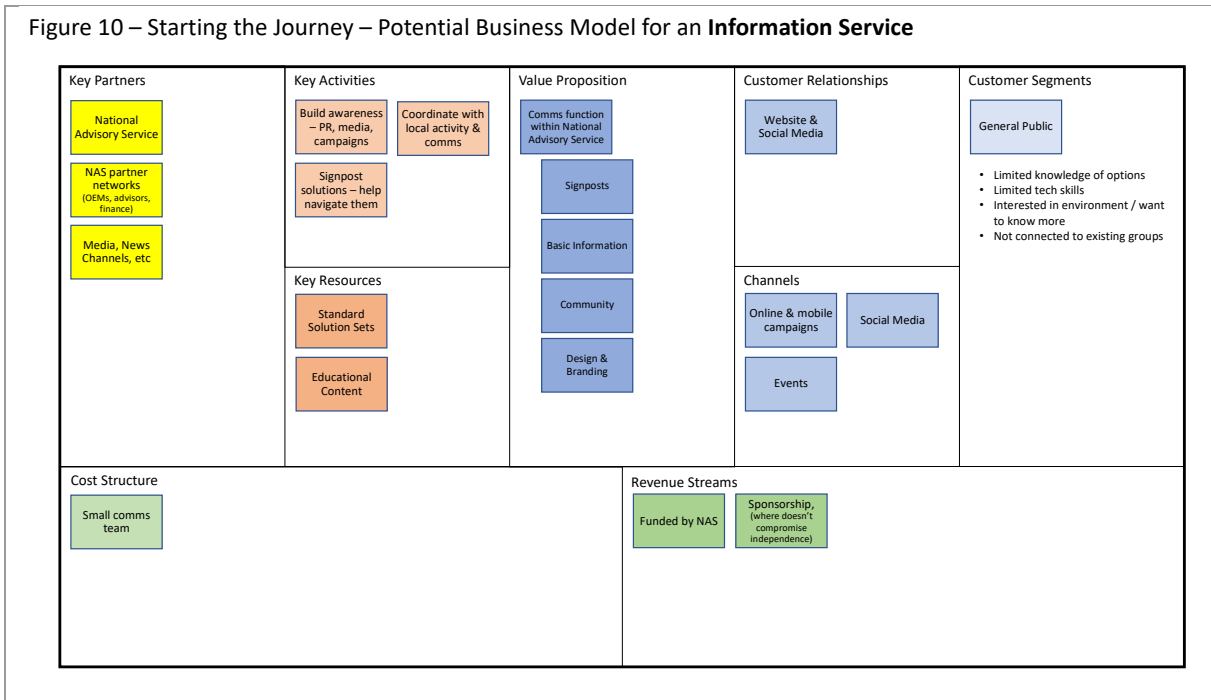 Figure 10 – Starting the Journey – Potential Business Model for an Information Service
Key Partners
National
Advisory Service
NAS partner
networks
(OEMs, advisors,
finance)
Media, News
Channels, etc
Key Activities
Build awareness
– PR, media,
campaigns
Coordinate with
local activity &
comms
Signpost
solutions – help
navigate them
Key Resources
Standard
Solution Sets
Educational
Content
Value Proposition
Comms function
within National
Advisory Service
Signposts
Basic Information
Community
Design &
Branding
Customer Relationships
Website &
Social Media
Channels
Online & mobile
campaigns
Social Media
Events
Customer Segments
General Public
• Limited knowledge of options
• Limited tech skills
• Interested in environment / want
to know more
• Not connected to existing groups
Cost Structure
Small comms
team
Revenue Streams
Funded by NAS
Sponsorship,
(where doesn't
compromise
independence)